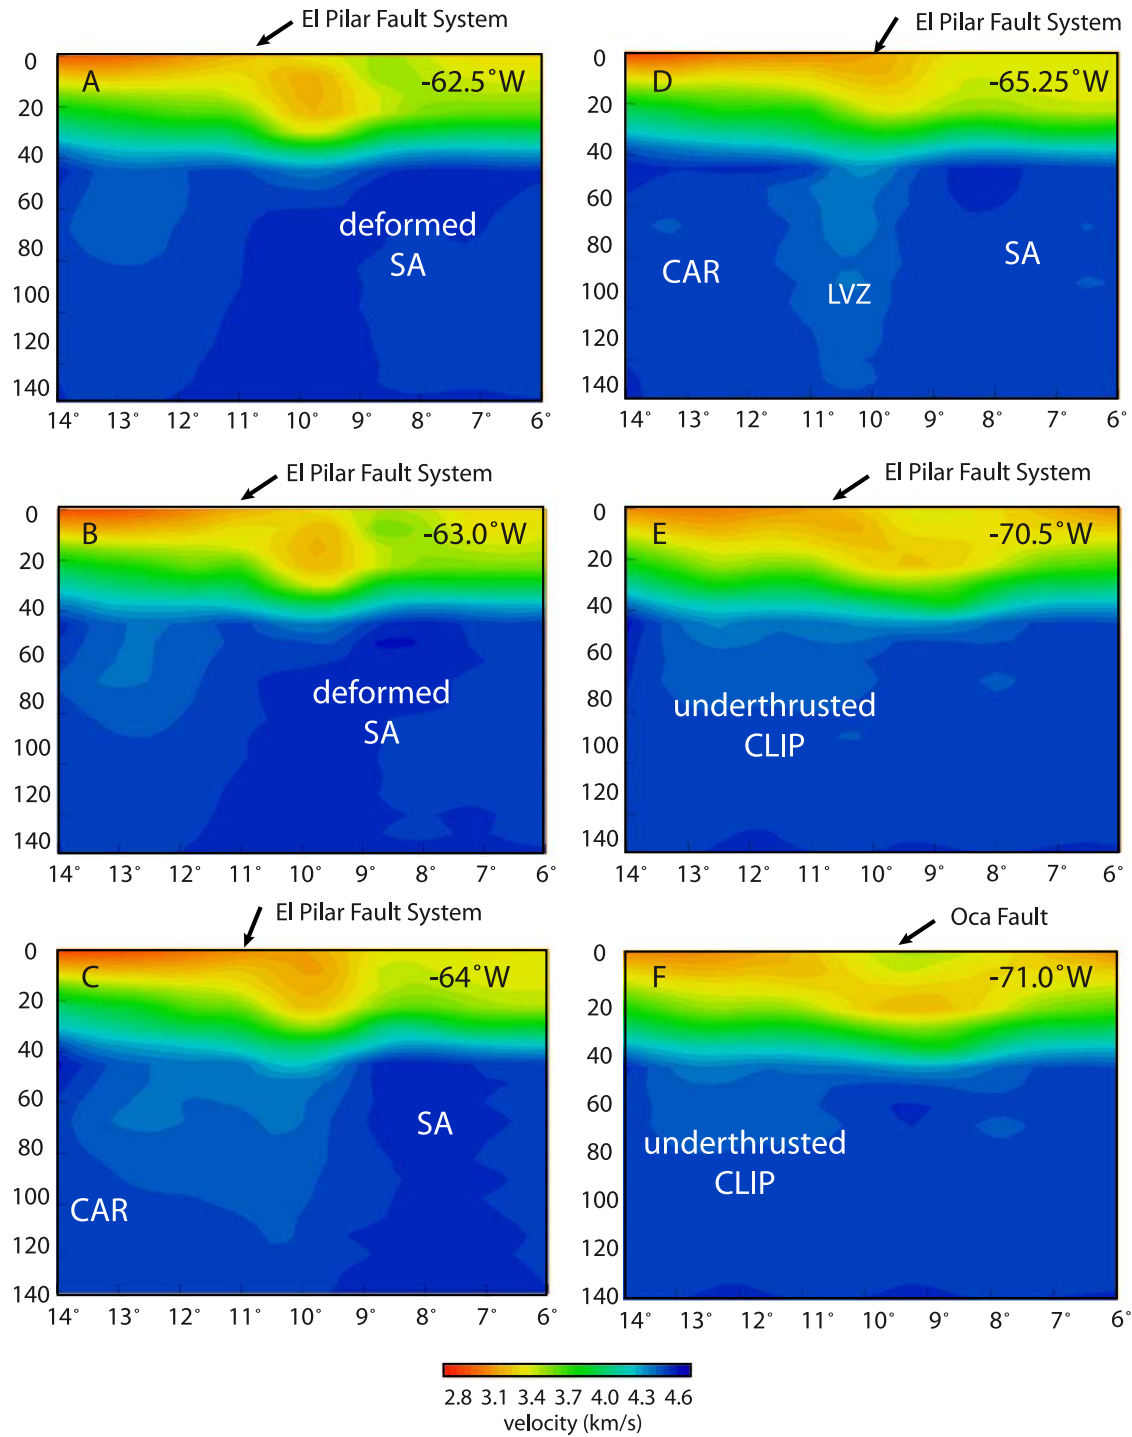 El Pilar Fault System
A
-62.5°W
0
20
40
60
80
100
120
140
deformed
SA
14° 13° 12° 11° 10° 9° 8° 7° 6°
El Pilar Fault System
D
-65.25°W
0
20
40
60
80
100
120
140
CAR
LVZ
SA
14° 13° 12° 11° 10° 9° 8° 7° 6°
El Pilar Fault System
B
-63.0°W
0
20
40
60
80
100
120
140
deformed
SA
14° 13° 12° 11° 10° 9° 8° 7° 6°
El Pilar Fault System
E
-70.5°W
0
20
40
60
80
100
120
140
underthrusted
CLIP
14° 13° 12° 11° 10° 9° 8° 7° 6°
El Pilar Fault System
C
-64°W
0
20
40
60
80
100
120
140
SA
CAR
14° 13° 12° 11° 10° 9° 8° 7° 6°
Oca Fault
F
-71.0°W
0
20
40
60
80
100
120
140
underthrusted
CLIP
14° 13° 12° 11° 10° 9° 8° 7° 6°
2.8 3.1 3.4 3.7 4.0 4.3 4.6
velocity (km/s)